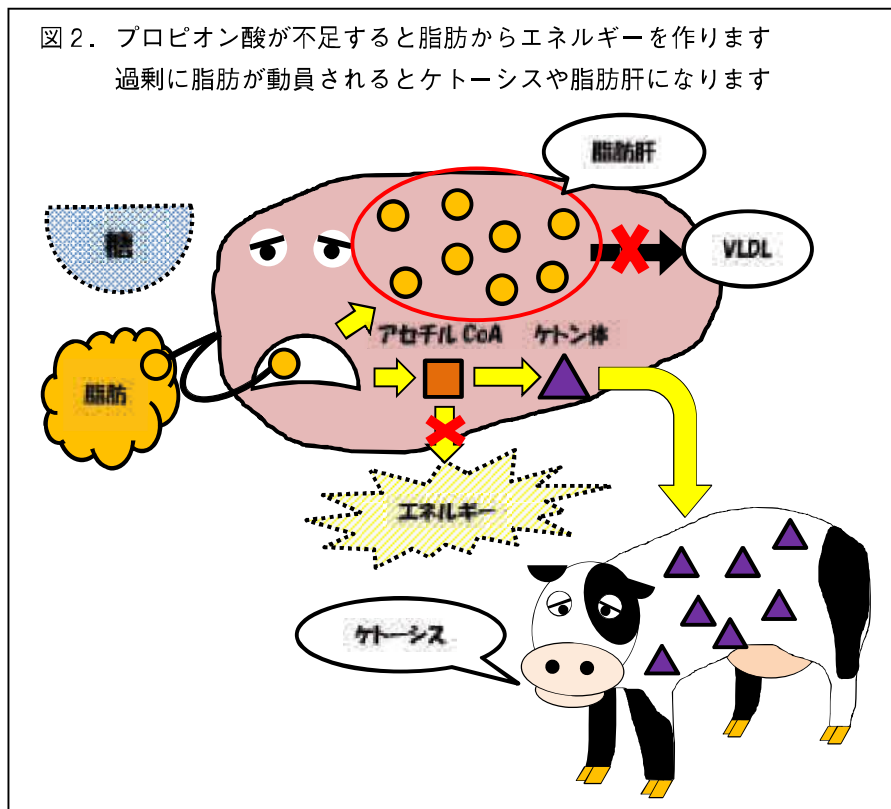 図2. プロピオン酸が不足すると脂肪からエネルギーを作ります
過剰に脂肪が動員されるとケトーシスや脂肪肝になります
脂肪肝
糖
VLDL
アセチルCoA
ケトン体
脂肪
エネルギー
ケトーシス